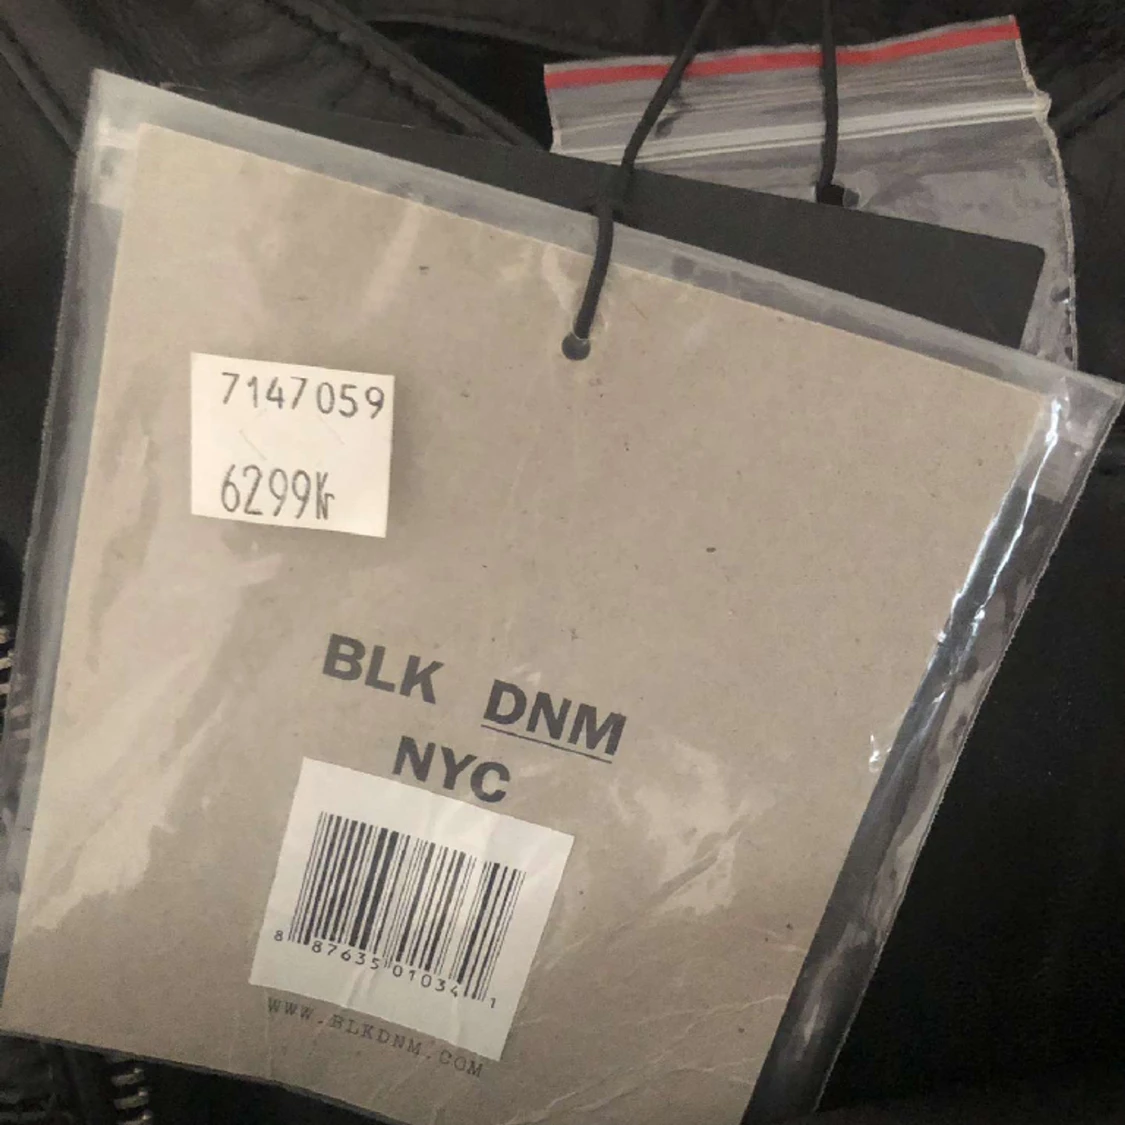 7147059
6299Kr
BLK DNM
NYC
8 87635 01034 1
WWW.BLKDNM.COM